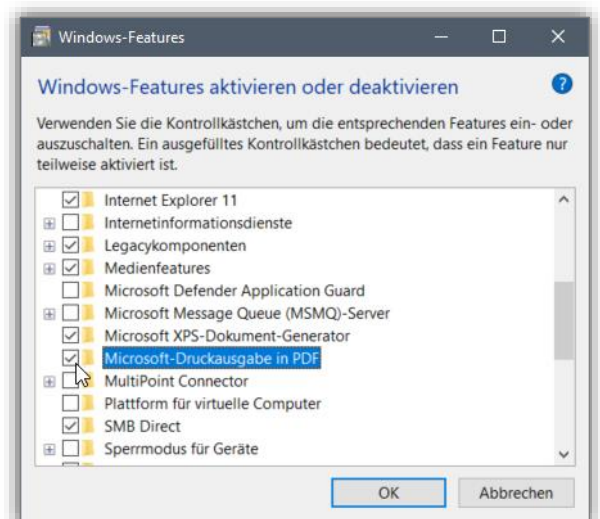 Windows-Features
Windows-Features aktivieren oder deaktivieren
?
Verwenden Sie die Kontrollkästchen, um die entsprechenden Features ein- oder
auszuschalten. Ein ausgefülltes Kontrollkästchen bedeutet, dass ein Feature nur
teilweise aktiviert ist.
Internet Explorer 11
Internetinformationsdienste
Legacykomponenten
Medienfeatures
Microsoft Defender Application Guard
Microsoft Message Queue (MSMQ)-Server
Microsoft XPS-Dokument-Generator
Microsoft-Druckausgabe in PDF
MultiPoint Connector
Plattform für virtuelle Computer
SMB Direct
Sperrmodus für Geräte
OK
Abbrechen